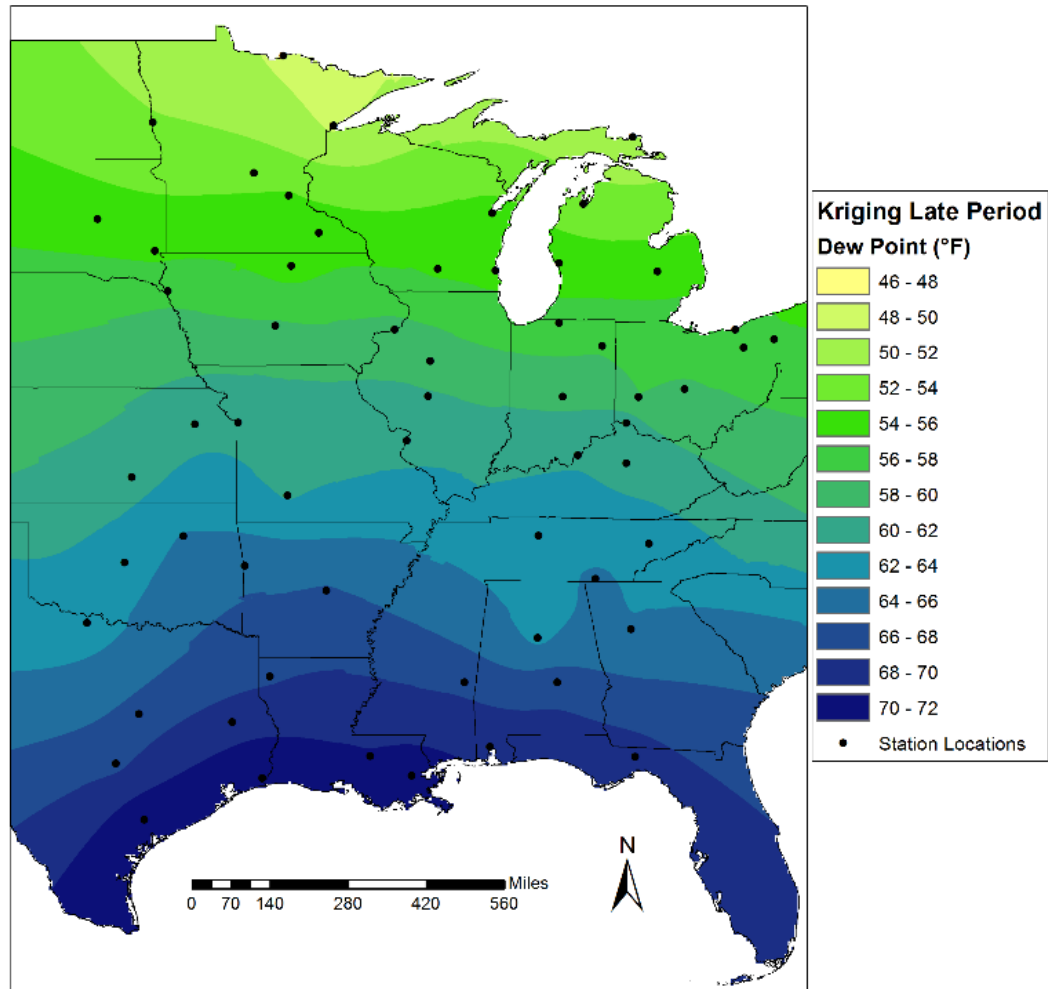 Kriging Late Period
Dew Point (°F)
46 - 48
48 - 50
50 - 52
52 - 54
54 - 56
56 - 58
58 - 60
60 - 62
62 - 64
64 - 66
66 - 68
68 - 70
70 - 72
Station Locations
N
Miles
0 70 140 280 420 560